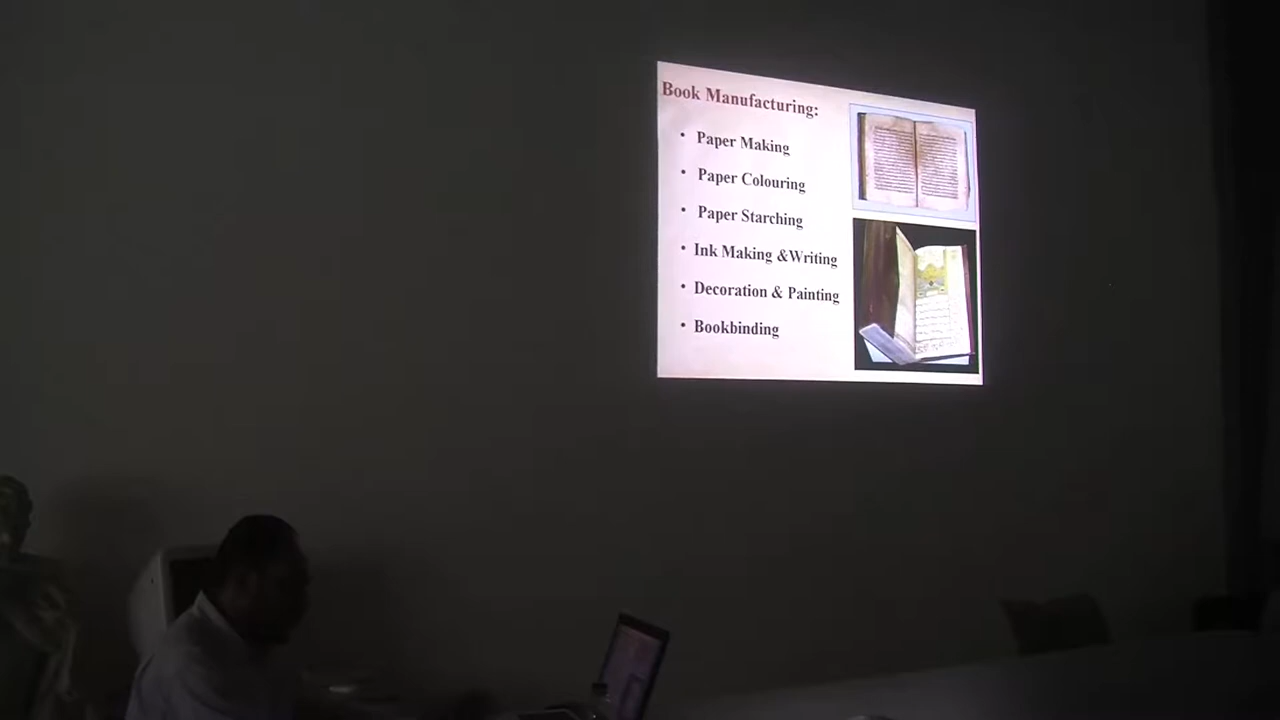 Book Manufacturing:
• Paper Making
• Paper Colouring
• Paper Starching
• Ink Making &Writing
• Decoration & Painting
• Bookbinding